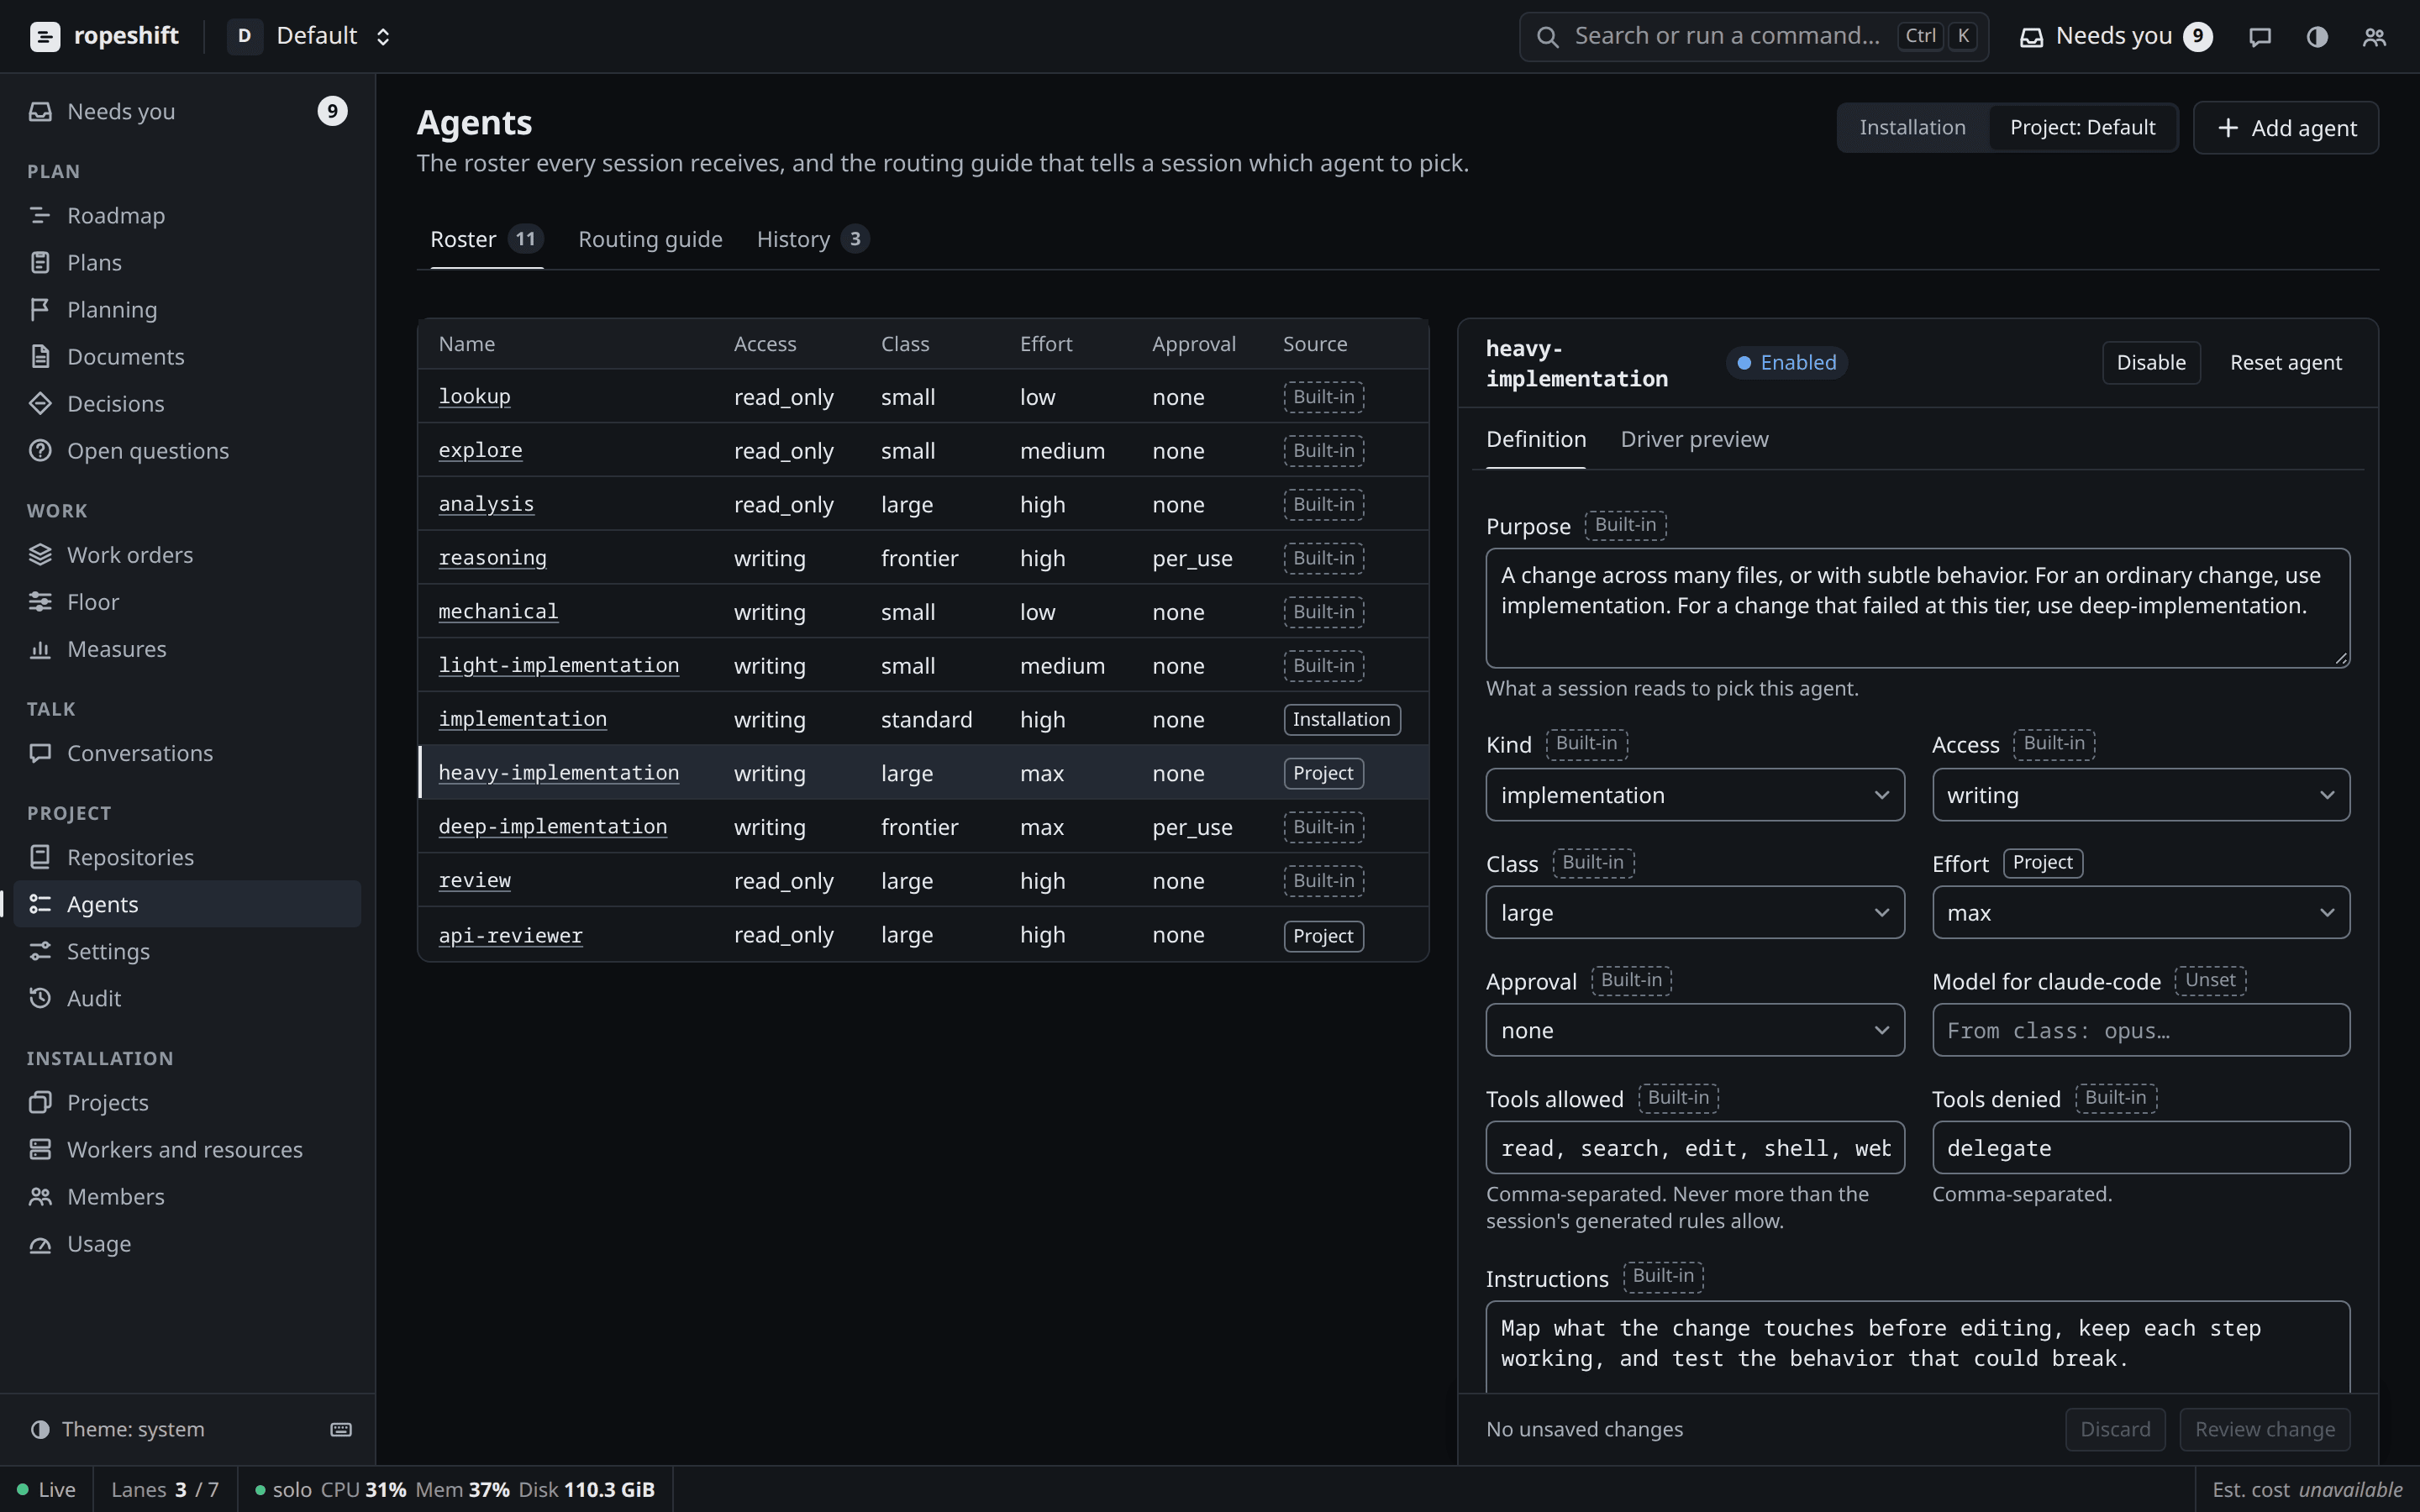 ropeshift
D Default
Search or run a command... Ctrl K
Needs you 9
Needs you 9
PLAN
Roadmap
Plans
Planning
Documents
Decisions
Open questions
WORK
Work orders
Floor
Measures
TALK
Conversations
PROJECT
Repositories
Agents
Settings
Audit
INSTALLATION
Projects
Workers and resources
Members
Usage
Theme: system
Agents
The roster every session receives, and the routing guide that tells a session which agent to pick.
Installation Project: Default Add agent
Roster 11 Routing guide History 3
Name Access Class Effort Approval Source
lookup read_only small low none Built-in
explore read_only small medium none Built-in
analysis read_only large high none Built-in
reasoning writing frontier high per_use Built-in
mechanical writing small low none Built-in
light-implementation writing small medium none Built-in
implementation writing standard high none Installation
heavy-implementation writing large max none Project
deep-implementation writing frontier max per_use Built-in
review read_only large high none Built-in
api-reviewer read_only large high none Project
heavy-
implementation
Enabled
Disable Reset agent
Definition Driver preview
Purpose Built-in
A change across many files, or with subtle behavior. For an ordinary change, use
implementation. For a change that failed at this tier, use deep-implementation.
What a session reads to pick this agent.
Kind Built-in Access Built-in
implementation writing
Class Built-in Effort Project
large max
Approval Built-in Model for claude-code Unset
none From class: opus…
Tools allowed Built-in Tools denied Built-in
read, search, edit, shell, web delegate
Comma-separated. Never more than the
session's generated rules allow.
Comma-separated.
Instructions Built-in
Map what the change touches before editing, keep each step
working, and test the behavior that could break.
No unsaved changes Discard Review change
Live Lanes 3 / 7 solo CPU 31% Mem 37% Disk 110.3 GiB Est. cost unavailable